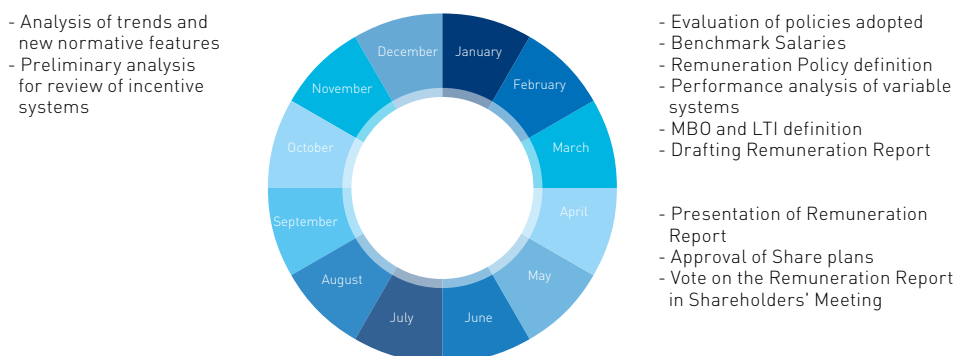 - Analysis of trends and
new normative features
- Preliminary analysis
for review of incentive
systems
December
January
November
February
October
March
September
April
August
May
July
June
- Evaluation of policies adopted
- Benchmark Salaries
- Remuneration Policy definition
- Performance analysis of variable
systems
- MBO and LTI definition
- Drafting Remuneration Report
- Presentation of Remuneration
Report
- Approval of Share plans
- Vote on the Remuneration Report
in Shareholders' Meeting